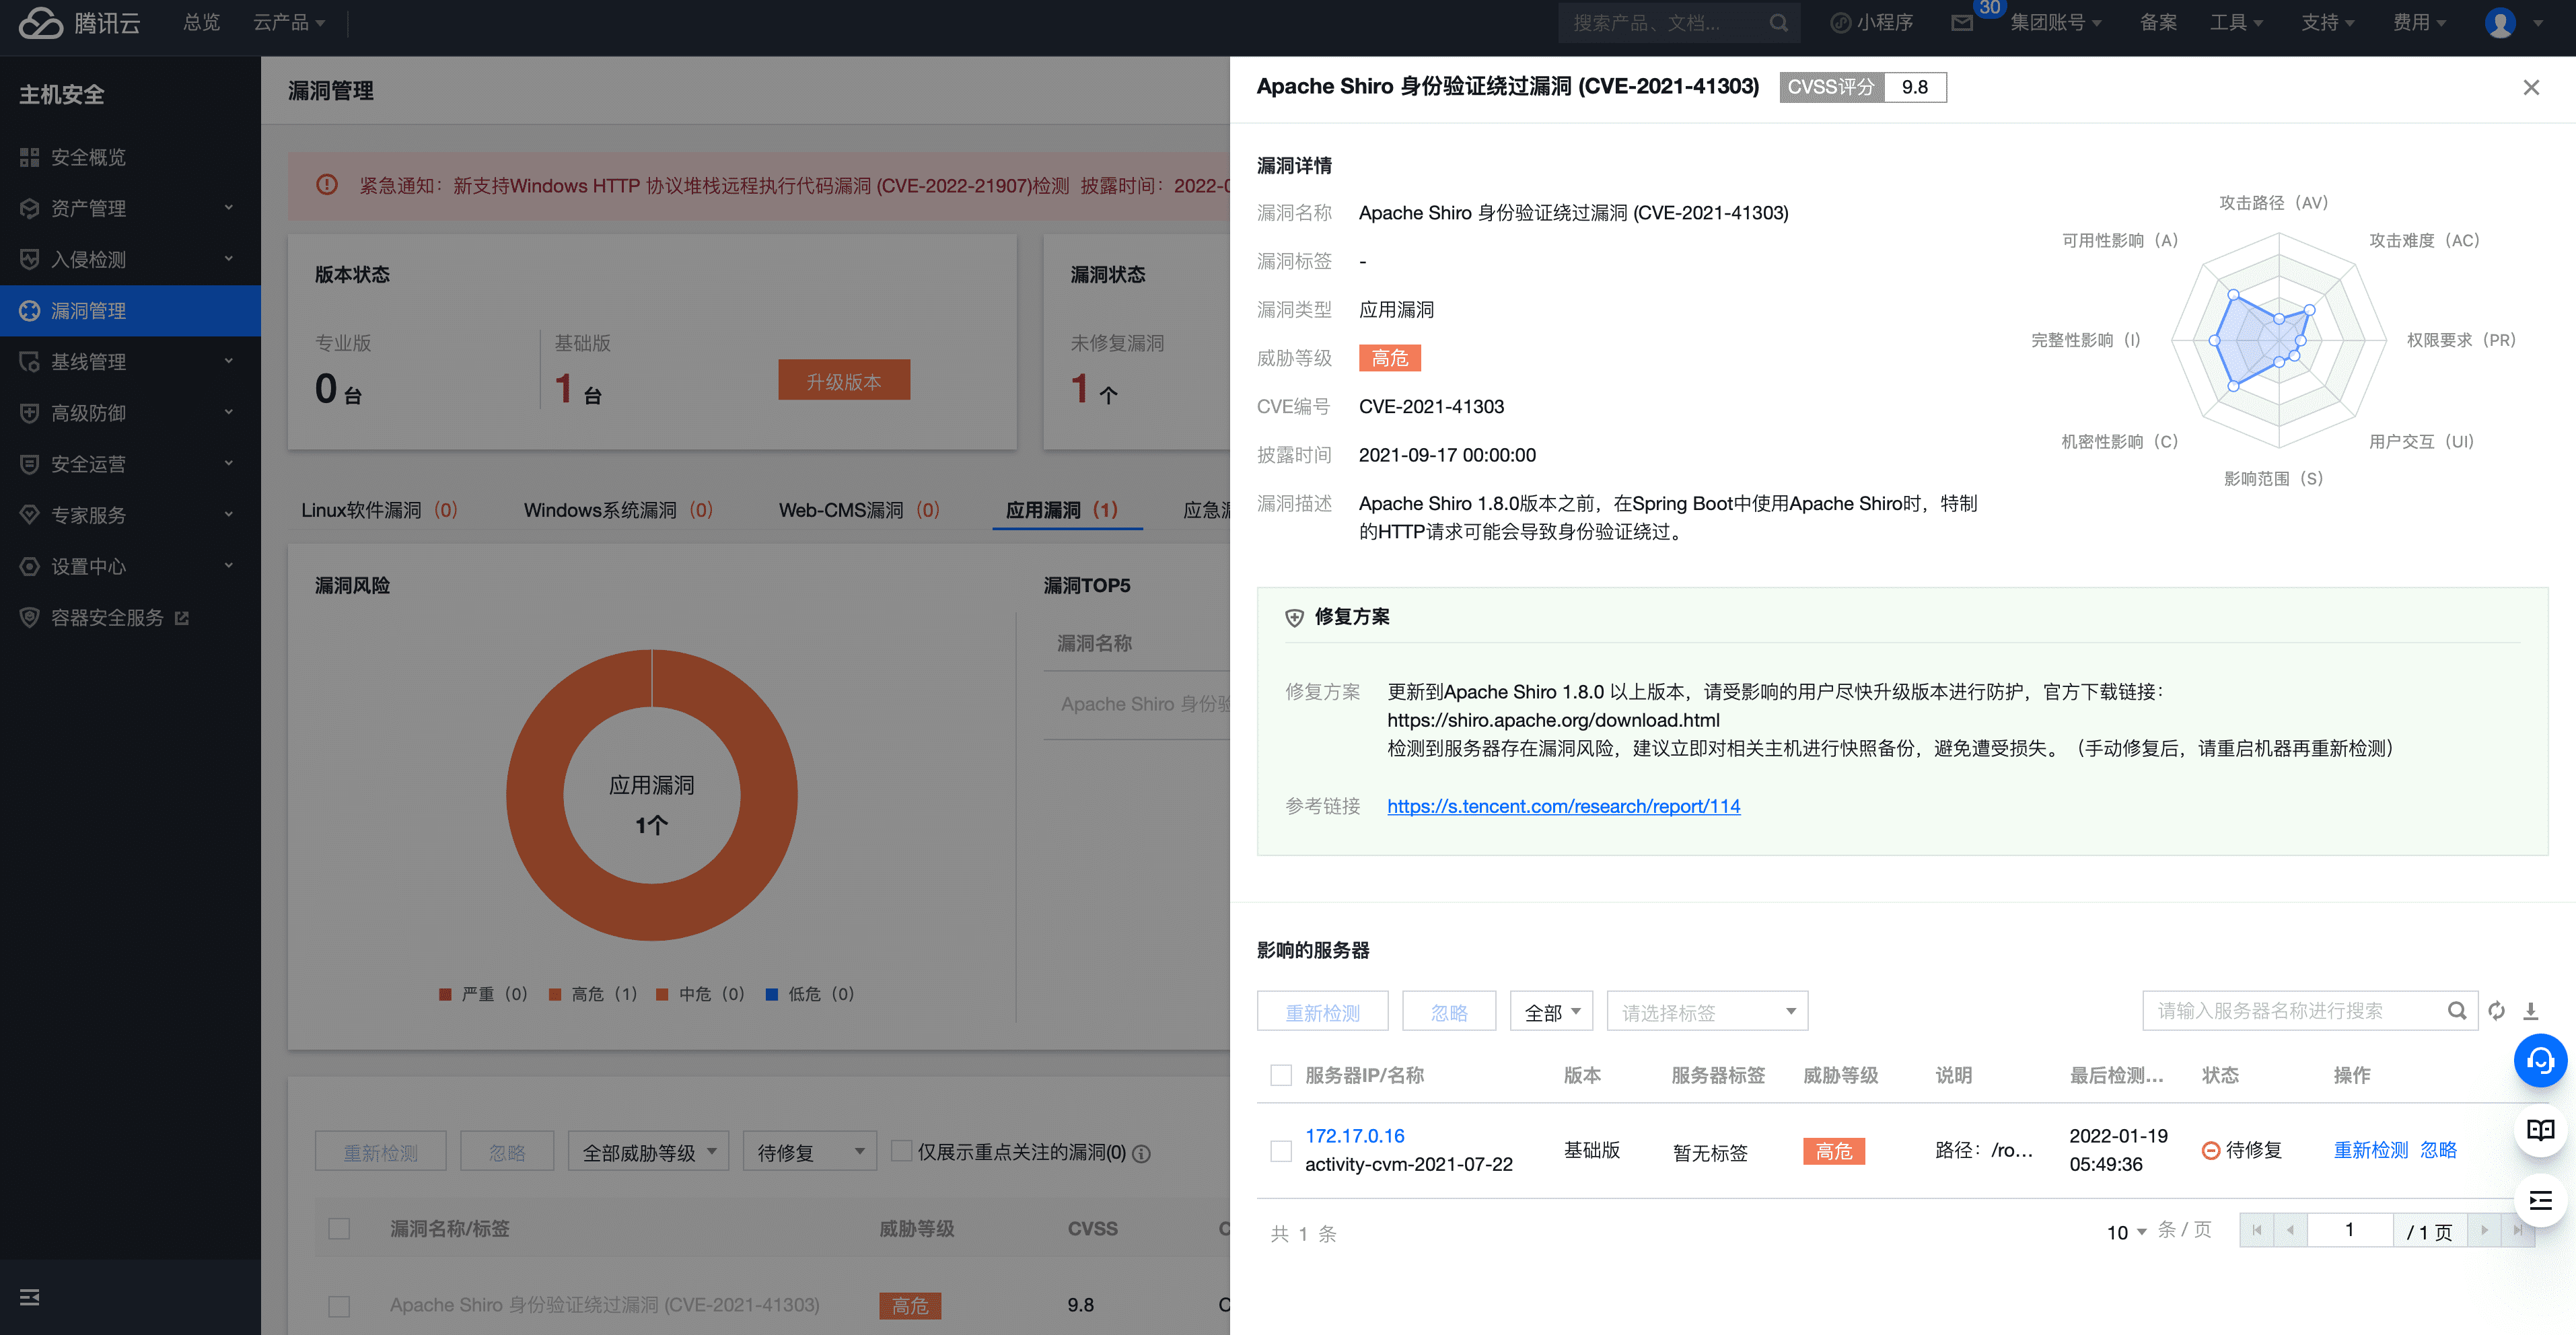 腾讯云
总览
云产品
搜索产品、文档...
小程序
30
集团账号
备案
工具
支持
费用
主机安全
安全概览
资产管理
入侵检测
漏洞管理
基线管理
高级防御
安全运营
专家服务
设置中心
容器安全服务
漏洞管理
紧急通知：新支持Windows HTTP 协议堆栈远程执行代码漏洞 (CVE-2022-21907)检测 披露时间：2022-0
版本状态
专业版
0 台
基础版
1 台
升级版本
漏洞状态
未修复漏洞
1 个
Linux软件漏洞 (0)
Windows系统漏洞 (0)
Web-CMS漏洞 (0)
应用漏洞 (1)
应急漏
漏洞风险
应用漏洞
1个
严重（0）
高危（1）
中危（0）
低危（0）
漏洞TOP5
漏洞名称
Apache Shiro 身份验
重新检测
忽略
全部威胁等级
待修复
仅展示重点关注的漏洞(0)
漏洞名称/标签
威胁等级
CVSS
C
Apache Shiro 身份验证绕过漏洞 (CVE-2021-41303)
高危
9.8
C
Apache Shiro 身份验证绕过漏洞 (CVE-2021-41303)
CVSS评分 9.8
漏洞详情
漏洞名称 Apache Shiro 身份验证绕过漏洞 (CVE-2021-41303)
漏洞标签 -
漏洞类型 应用漏洞
威胁等级 高危
CVE编号 CVE-2021-41303
披露时间 2021-09-17 00:00:00
漏洞描述 Apache Shiro 1.8.0版本之前，在Spring Boot中使用Apache Shiro时，特制
的HTTP请求可能会导致身份验证绕过。
攻击路径（AV）
攻击难度（AC）
权限要求（PR）
用户交互（UI）
影响范围（S）
机密性影响（C）
完整性影响（I）
可用性影响（A）
修复方案
修复方案 更新到Apache Shiro 1.8.0 以上版本，请受影响的用户尽快升级版本进行防护，官方下载链接：
https://shiro.apache.org/download.html
检测到服务器存在漏洞风险，建议立即对相关主机进行快照备份，避免遭受损失。（手动修复后，请重启机器再重新检测）
参考链接 https://s.tencent.com/research/report/114
影响的服务器
重新检测
忽略
全部
请选择标签
请输入服务器名称进行搜索
服务器IP/名称
版本
服务器标签
威胁等级
说明
最后检测...
状态
操作
172.17.0.16
activity-cvm-2021-07-22
基础版
暂无标签
高危
路径：/ro...
2022-01-19
05:49:36
待修复
重新检测 忽略
共 1 条
10 条 / 页
1
/ 1 页